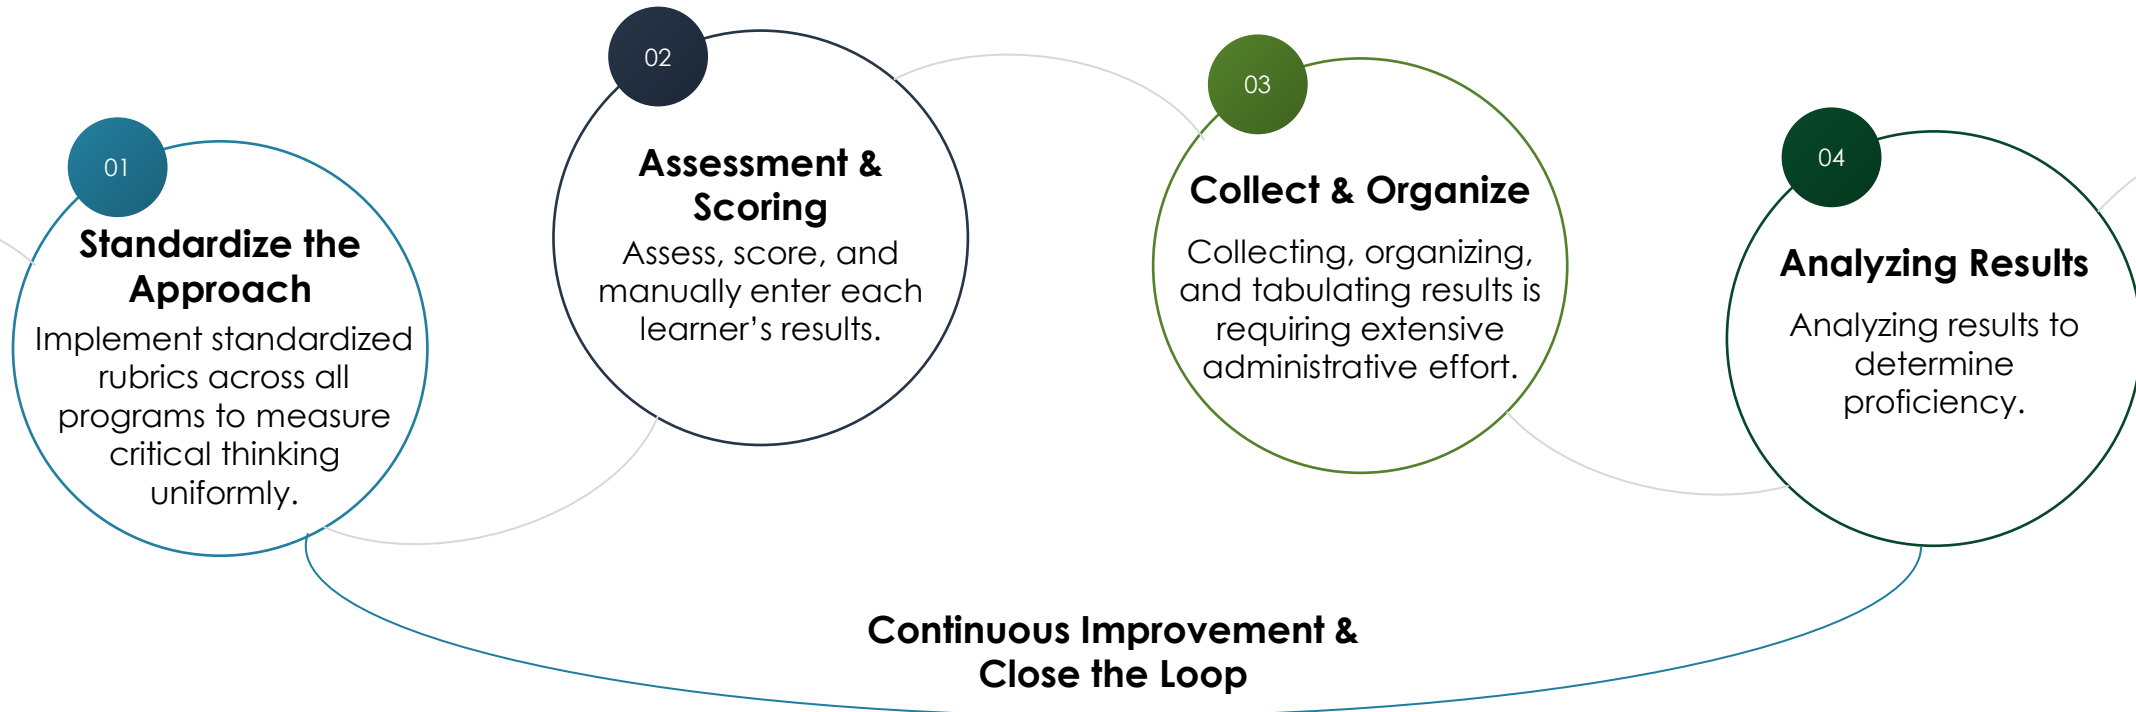 01
Standardize the
Approach
Implement standardized
rubrics across all
programs to measure
critical thinking
uniformly.
02
Assessment &
Scoring
Assess, score, and
manually enter each
learner’s results.
03
Collect & Organize
Collecting, organizing,
and tabulating results is
requiring extensive
administrative effort.
04
Analyzing Results
Analyzing results to
determine
proficiency.
Continuous Improvement &
Close the Loop